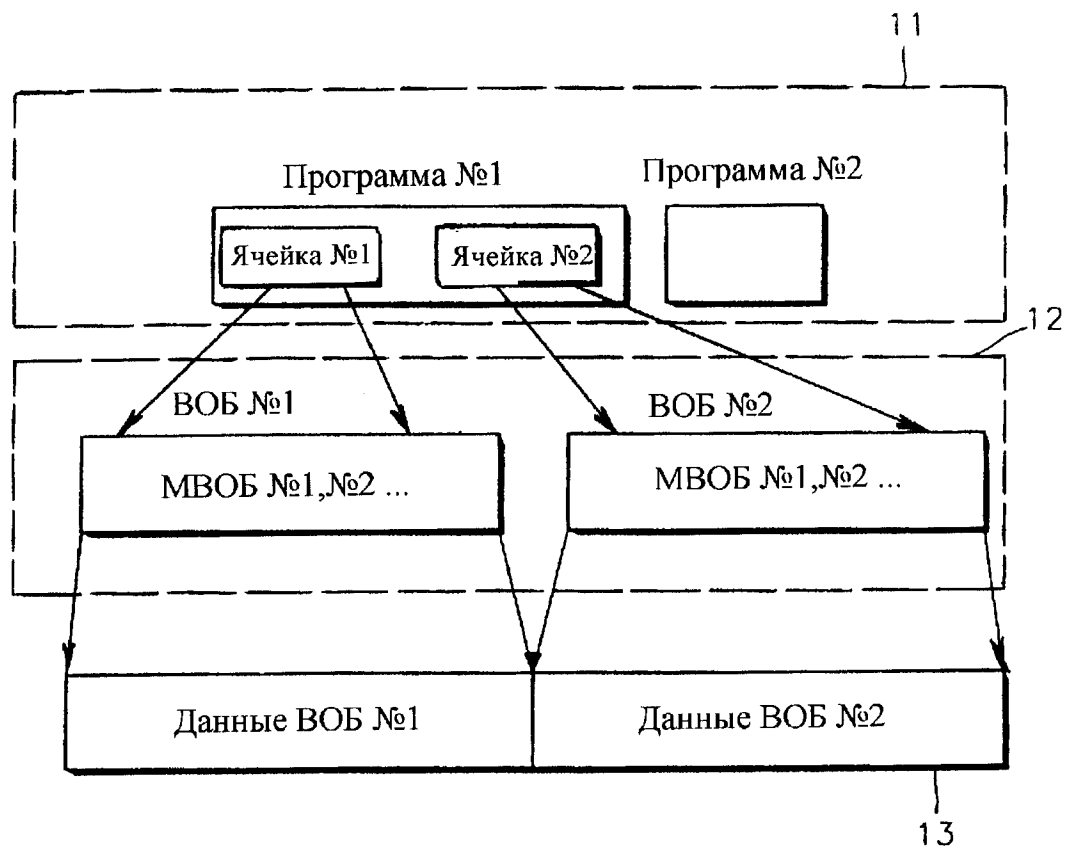 11
Программа №1
Программа №2
Ячейка №1
Ячейка №2
12
ВОБ №1
ВОБ №2
МВОБ №1,№2 ...
МВОБ №1,№2 ...
Данные ВОБ №1
Данные ВОБ №2
13